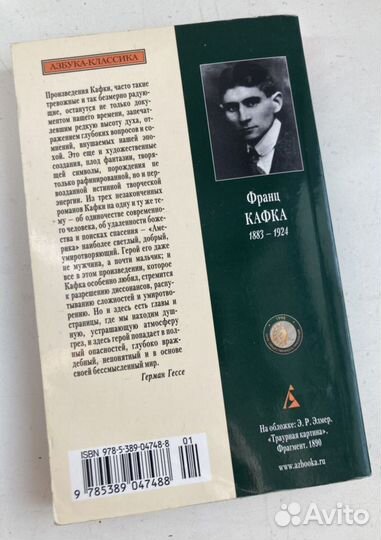 АЗБУКА-КЛАССИКА
Произведения Кафки, часто такие
тревожные и так безмерно радую-
щие, останутся не только доку-
ментом нашего времени, запечат-
левшим редкую высоту духа, от-
ражением глубоких вопросов и со-
мнений, внушаемых нашей эпо-
хой. Это еще и художественные
создания, плод фантазии, творя-
щей символы, порождения не
только рафинированной, но и пер-
возданной истинной творческой
энергии. Из трех незаконченных
романов Кафки на одну и ту же те-
му — об одиночестве современно-
го человека, об удаленности боже-
ства и поисках спасения — «Аме-
рика» наиболее светлый, добрый,
умиротворяющий. Герой его даже
не мужчина, а почти мальчик; и
все в этом произведении, которое
Кафка особенно любил, стремится
к разрешению диссонансов, распу-
тыванию сложностей и умиротво-
рению. Но и здесь есть главы и
страницы, где мы находим душ-
ную, устрашающую атмосферу
грез, и здесь герой попадает в пол-
ный опасностей, глубоко враж-
дебный, непонятный и в основе
своей бессмысленный мир.
Герман Гессе
ISBN 978-5-389-04748-8
01
9 785389 047488
Франц
КАФКА
1883 – 1924
На обложке: Э. Р. Элмер.
«Траурная картина».
Фрагмент. 1890
www.azbooka.ru
Avito